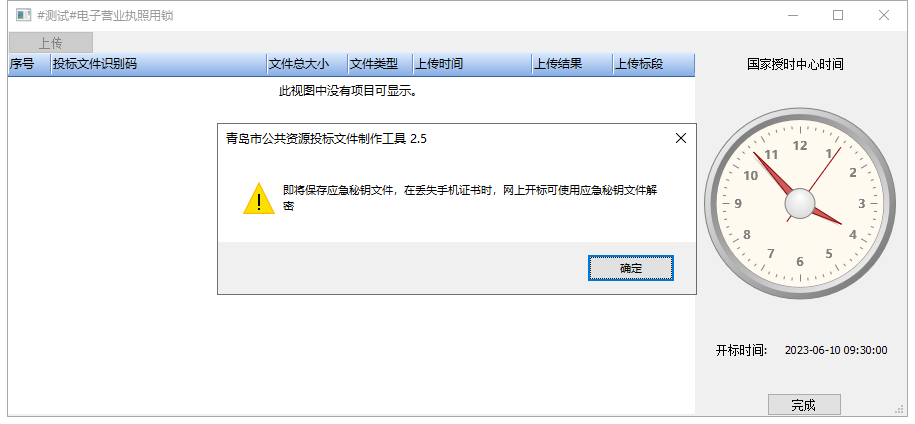 #测试#电子营业执照用锁
上传
序号 投标文件识别码 文件总大小 文件类型 上传时间 上传结果 上传标段
此视图中没有项目可显示。
青岛市公共资源投标文件制作工具 2.5
即将保存应急秘钥文件，在丢失手机证书时，网上开标可使用应急秘钥文件解
密
确定
国家授时中心时间
12
1
2
3
4
5
6
7
8
9
10
11
开标时间: 2023-06-10 09:30:00
完成